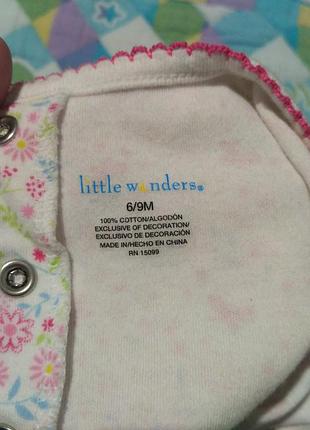 little wonders®
6/9M
100% COTTON/ALGODÓN
EXCLUSIVE OF DECORATION/
EXCLUSIVO DE DECORACIÓN
MADE IN/HECHO EN CHINA
RN 15099